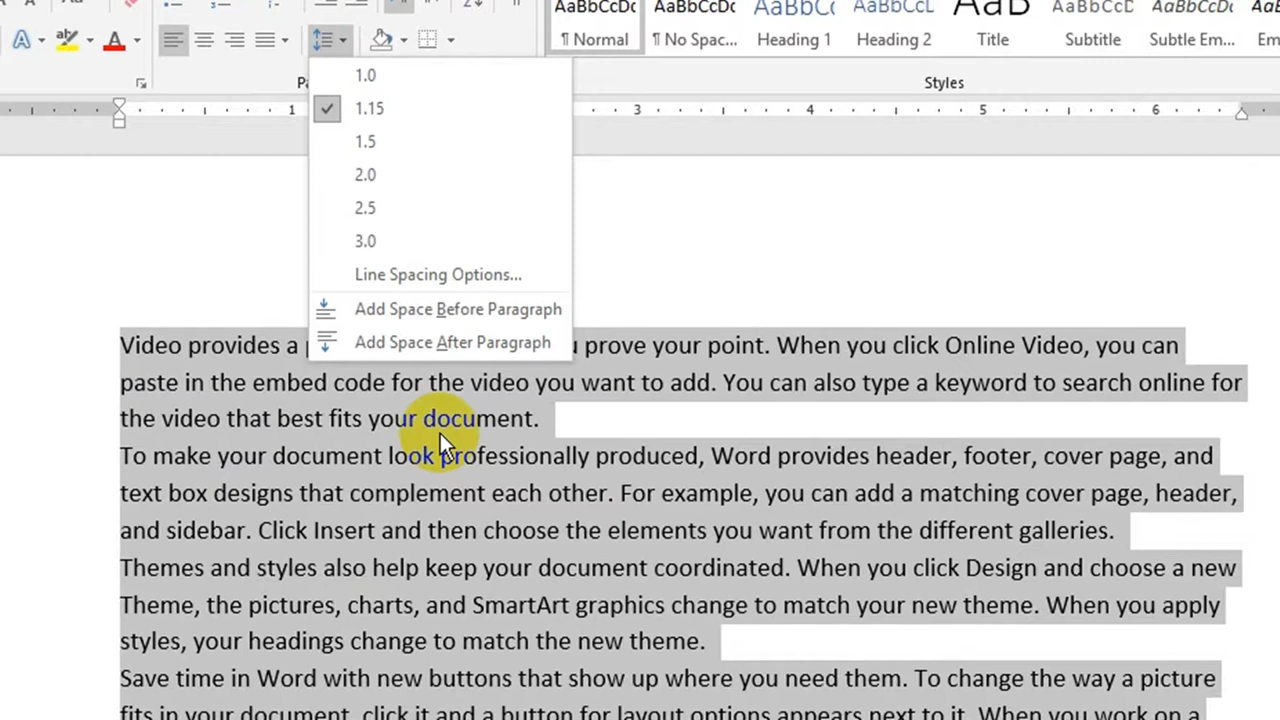 AaBbCcDc AaBbCcDc AaBbC( AaBbCcL AaB AaBbCcD AaBbCcDc AaBb
¶ Normal ¶ No Spac... Heading 1 Heading 2 Title Subtitle Subtle Em... Em
Styles
1 3 4 5 6
1.0
1.15
1.5
2.0
2.5
3.0
Line Spacing Options...
Add Space Before Paragraph
Add Space After Paragraph
Video provides a prove your point. When you click Online Video, you can
paste in the embed code for the video you want to add. You can also type a keyword to search online for
the video that best fits your document.
To make your document look professionally produced, Word provides header, footer, cover page, and
text box designs that complement each other. For example, you can add a matching cover page, header,
and sidebar. Click Insert and then choose the elements you want from the different galleries.
Themes and styles also help keep your document coordinated. When you click Design and choose a new
Theme, the pictures, charts, and SmartArt graphics change to match your new theme. When you apply
styles, your headings change to match the new theme.
Save time in Word with new buttons that show up where you need them. To change the way a picture
fits in your document, click it and a button for layout options appears next to it. When you work on a